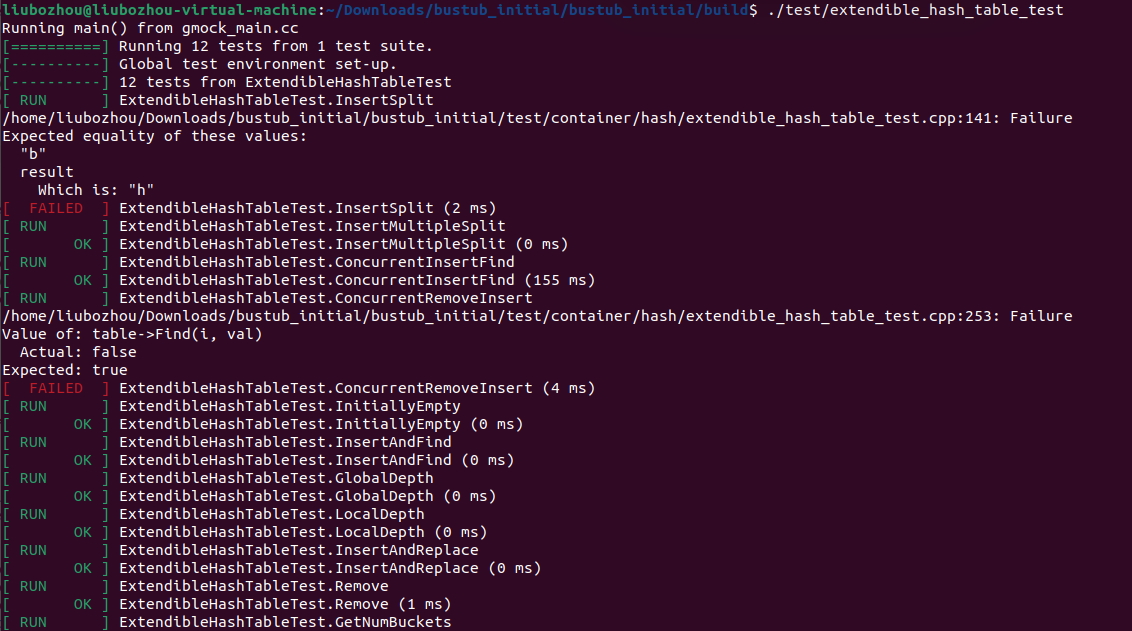 liubozhou@liubozhou-virtual-machine:~/Downloads/bustub_initial/bustub_initial/build$ ./test/extendible_hash_table_test
Running main() from gmock_main.cc
[==========] Running 12 tests from 1 test suite.
[----------] Global test environment set-up.
[----------] 12 tests from ExtendibleHashTableTest
[ RUN      ] ExtendibleHashTableTest.InsertSplit
/home/liubozhou/Downloads/bustub_initial/bustub_initial/test/container/hash/extendible_hash_table_test.cpp:141: Failure
Expected equality of these values:
  "b"
  result
    Which is: "h"
[  FAILED  ] ExtendibleHashTableTest.InsertSplit (2 ms)
[ RUN      ] ExtendibleHashTableTest.InsertMultipleSplit
[       OK ] ExtendibleHashTableTest.InsertMultipleSplit (0 ms)
[ RUN      ] ExtendibleHashTableTest.ConcurrentInsertFind
[       OK ] ExtendibleHashTableTest.ConcurrentInsertFind (155 ms)
[ RUN      ] ExtendibleHashTableTest.ConcurrentRemoveInsert
/home/liubozhou/Downloads/bustub_initial/bustub_initial/test/container/hash/extendible_hash_table_test.cpp:253: Failure
Value of: table->Find(i, val)
  Actual: false
Expected: true
[  FAILED  ] ExtendibleHashTableTest.ConcurrentRemoveInsert (4 ms)
[ RUN      ] ExtendibleHashTableTest.InitiallyEmpty
[       OK ] ExtendibleHashTableTest.InitiallyEmpty (0 ms)
[ RUN      ] ExtendibleHashTableTest.InsertAndFind
[       OK ] ExtendibleHashTableTest.InsertAndFind (0 ms)
[ RUN      ] ExtendibleHashTableTest.GlobalDepth
[       OK ] ExtendibleHashTableTest.GlobalDepth (0 ms)
[ RUN      ] ExtendibleHashTableTest.LocalDepth
[       OK ] ExtendibleHashTableTest.LocalDepth (0 ms)
[ RUN      ] ExtendibleHashTableTest.InsertAndReplace
[       OK ] ExtendibleHashTableTest.InsertAndReplace (0 ms)
[ RUN      ] ExtendibleHashTableTest.Remove
[       OK ] ExtendibleHashTableTest.Remove (1 ms)
[ RUN      ] ExtendibleHashTableTest.GetNumBuckets